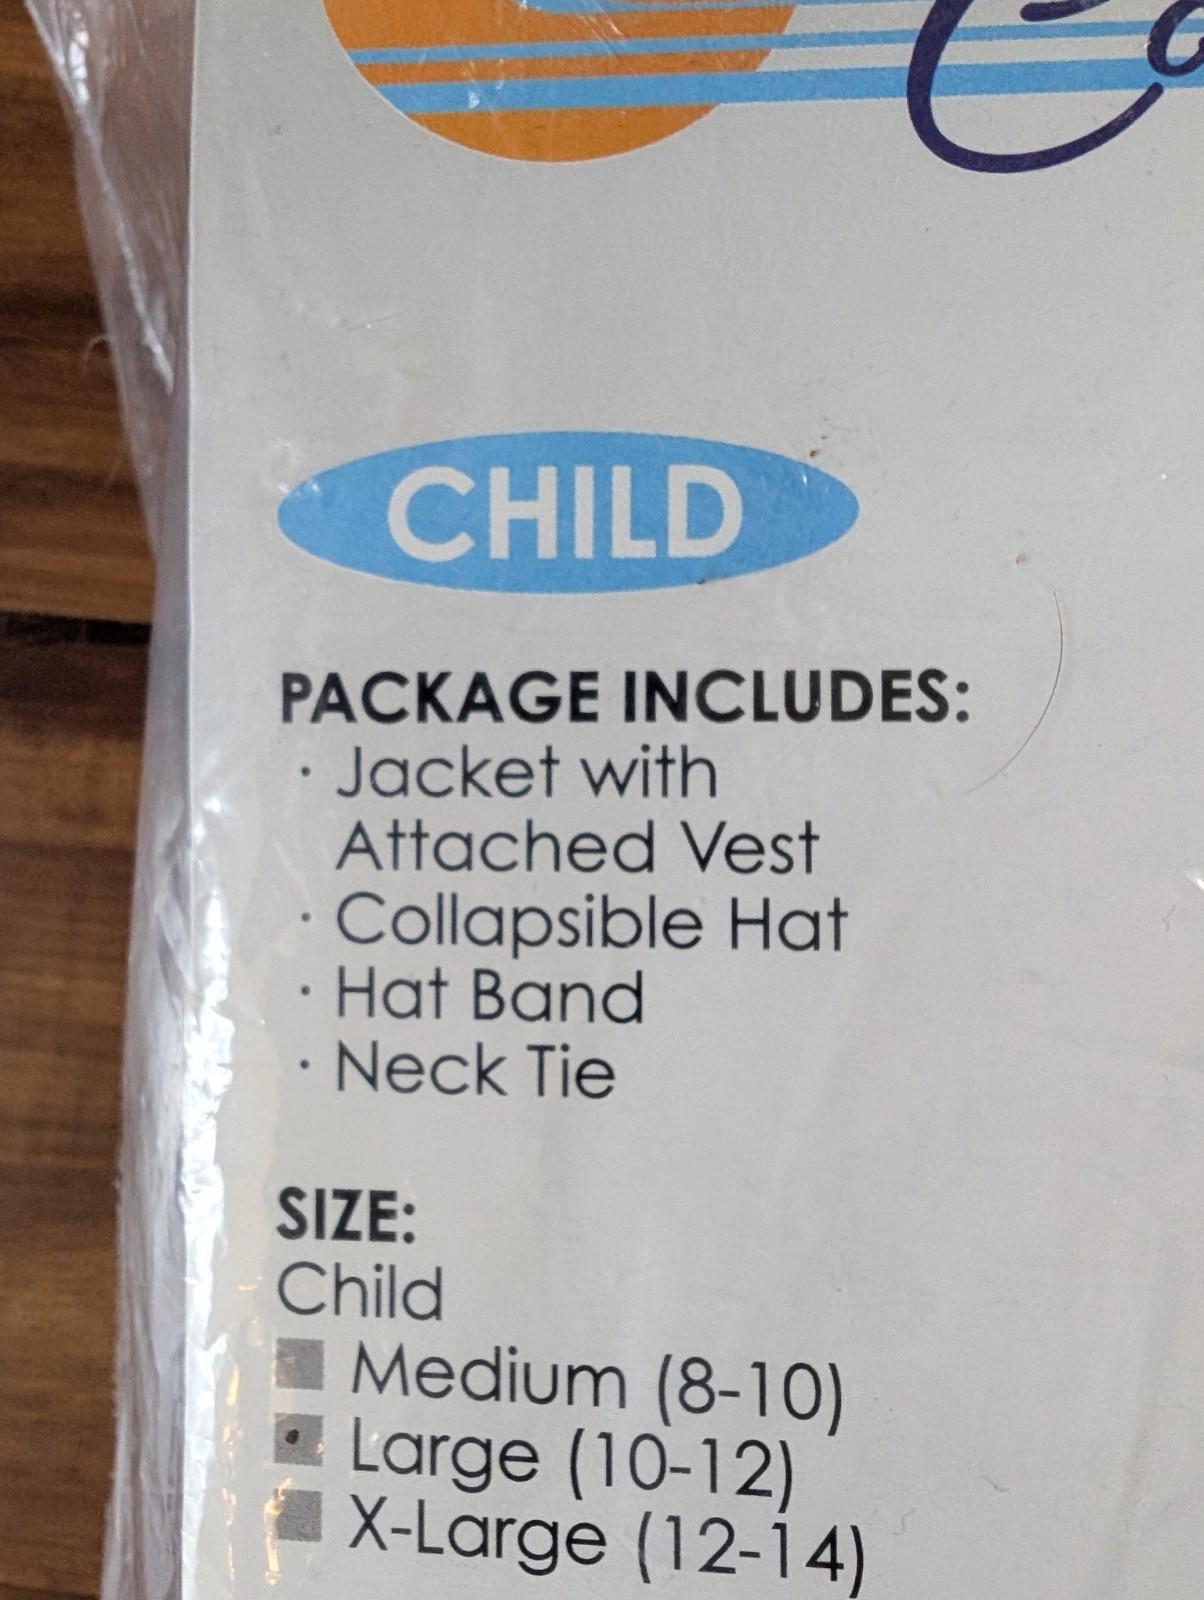 CHILD
PACKAGE INCLUDES:
· Jacket with
Attached Vest
· Collapsible Hat
· Hat Band
· Neck Tie
SIZE:
Child
Medium (8-10)
Large (10-12)
X-Large (12-14)